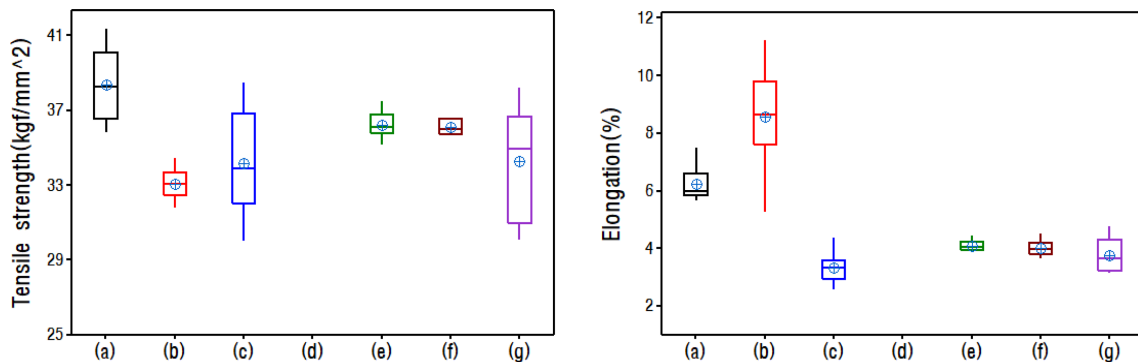 Tensile strength(kgf/mm^2)
41
37
33
29
25
(a) (b) (c) (d) (e) (f) (g)
Elongation(%)
12
10
8
6
4
2
(a) (b) (c) (d) (e) (f) (g)